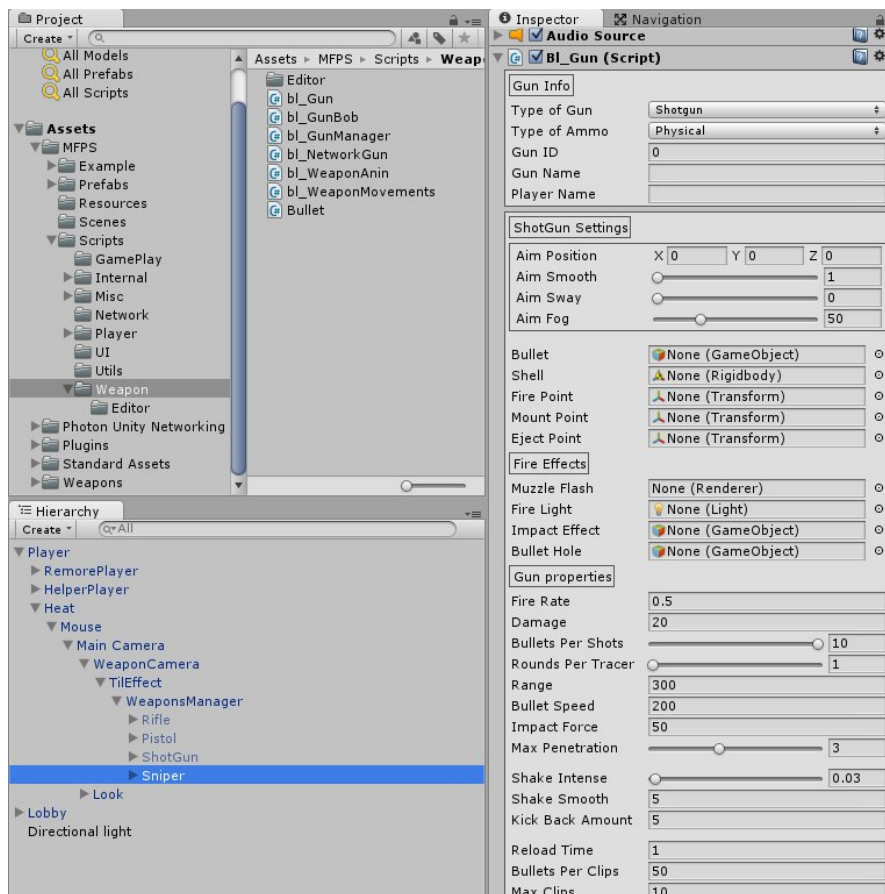 Project
Create
All Models
All Prefabs
All Scripts
Assets
MFPS
Example
Prefabs
Resources
Scenes
Scripts
GamePlay
Internal
Misc
Network
Player
UI
Utils
Weapon
Editor
Photon Unity Networking
Plugins
Standard Assets
Weapons
Assets ▸ MFPS ▸ Scripts ▸ Weap
Editor
bl_Gun
bl_GunBob
bl_GunManager
bl_NetworkGun
bl_WeaponAnin
bl_WeaponMovements
Bullet
Hierarchy
Create All
Player
RemorePlayer
HelperPlayer
Heat
Mouse
Main Camera
WeaponCamera
TilEffect
WeaponsManager
Rifle
Pistol
ShotGun
Sniper
Look
Lobby
Directional light
Inspector Navigation
Audio Source
Bl_Gun (Script)
Gun Info
Type of Gun Shotgun
Type of Ammo Physical
Gun ID 0
Gun Name
Player Name
ShotGun Settings
Aim Position X 0 Y 0 Z 0
Aim Smooth 1
Aim Sway 0
Aim Fog 50
Bullet None (GameObject)
Shell None (Rigidbody)
Fire Point None (Transform)
Mount Point None (Transform)
Eject Point None (Transform)
Fire Effects
Muzzle Flash None (Renderer)
Fire Light None (Light)
Impact Effect None (GameObject)
Bullet Hole None (GameObject)
Gun properties
Fire Rate 0.5
Damage 20
Bullets Per Shots 10
Rounds Per Tracer 1
Range 300
Bullet Speed 200
Impact Force 50
Max Penetration 3
Shake Intense 0.03
Shake Smooth 5
Kick Back Amount 5
Reload Time 1
Bullets Per Clips 50
Max Clips 10